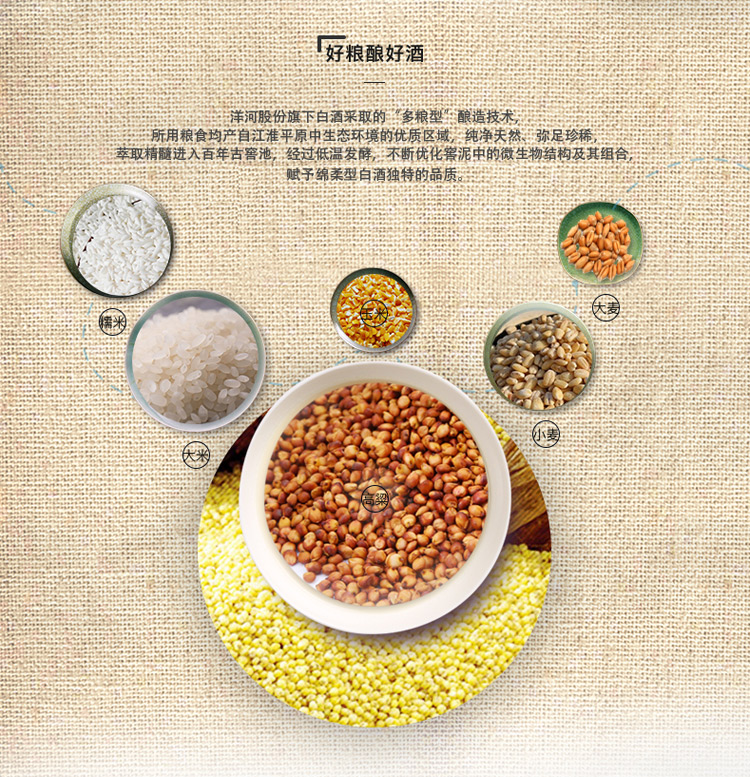 好粮酿好酒
洋河股份旗下白酒采取的“多粮型”酿造技术，
所用粮食均产自江淮平原中生态环境的优质区域，纯净天然、弥足珍稀，
萃取精髓进入百年古窖池，经过低温发酵，不断优化窖泥中的微生物结构及其组合，
赋予绵柔型白酒独特的品质。
糯米
玉米
大麦
大米
小麦
高粱